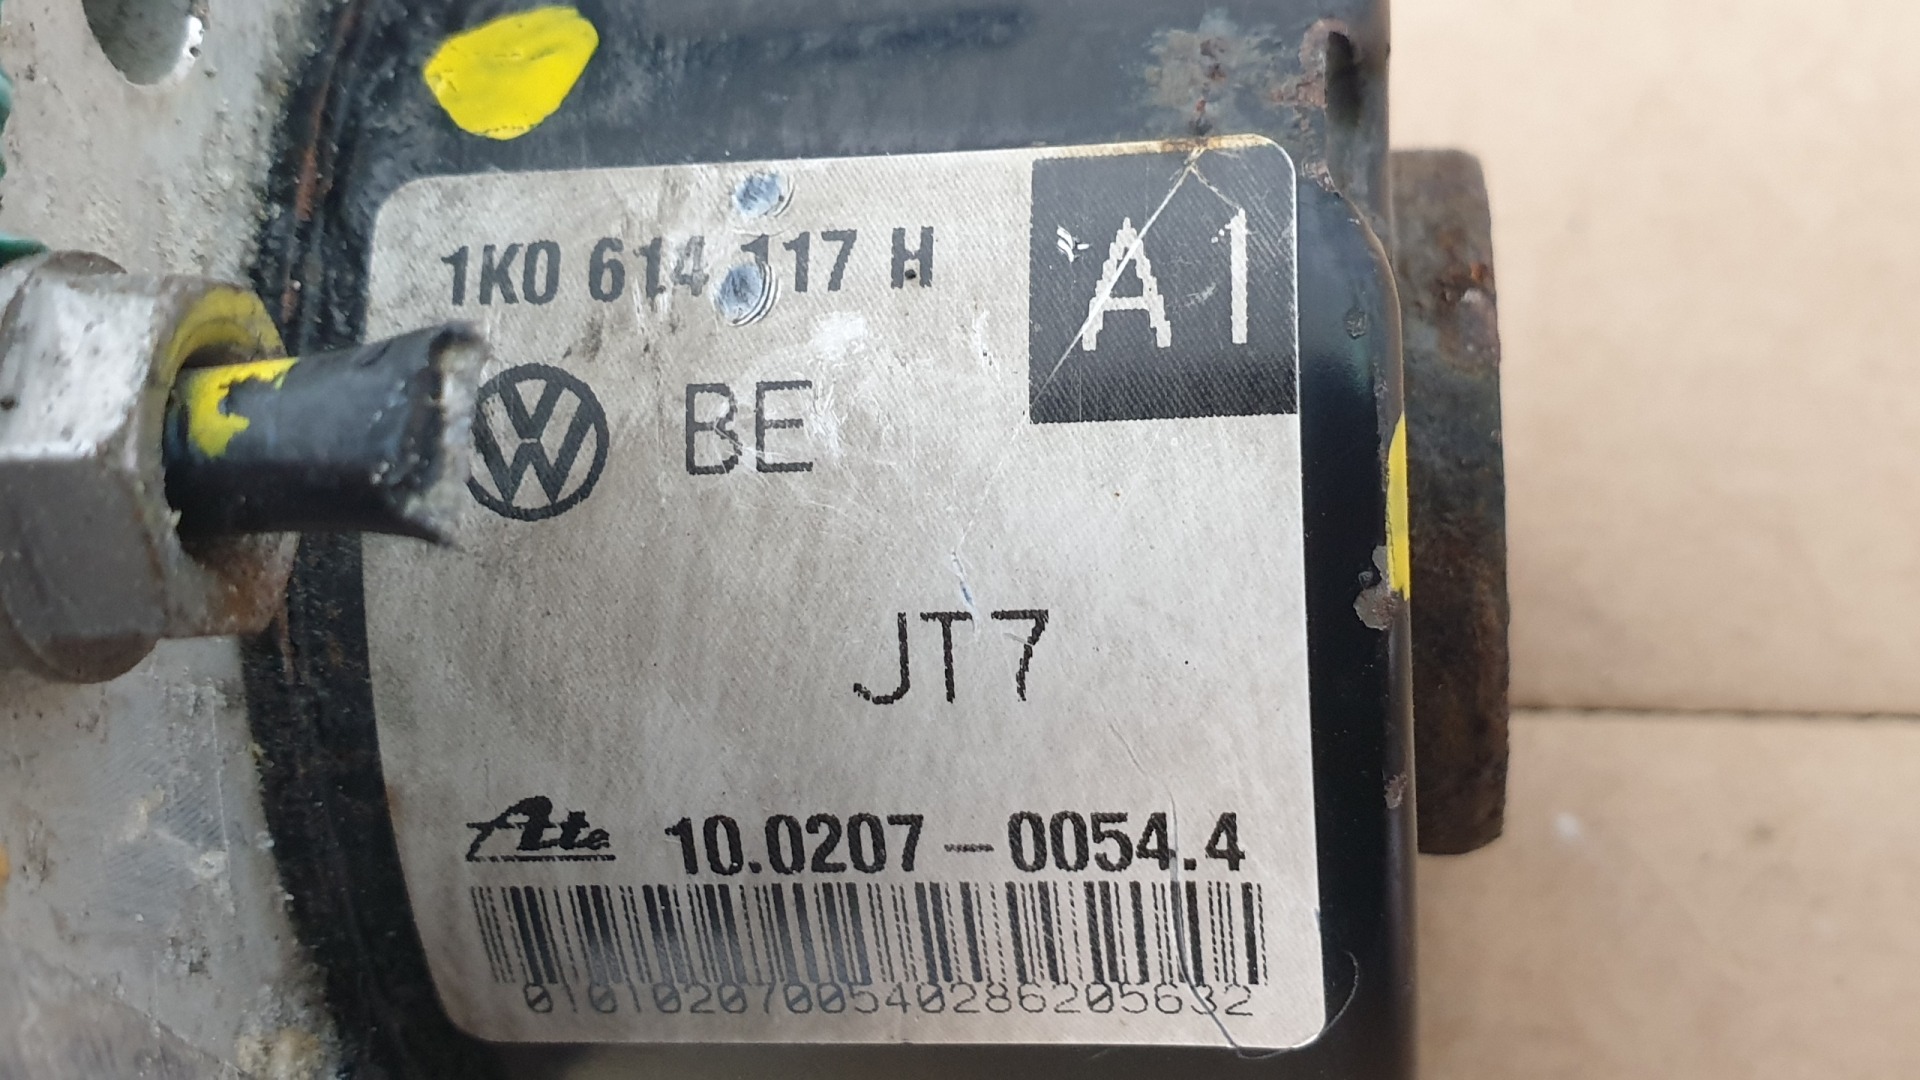 1K0 614 117 H
A1
BE
JT7
Ate 10.0207-0054.4
0101020700540286205632